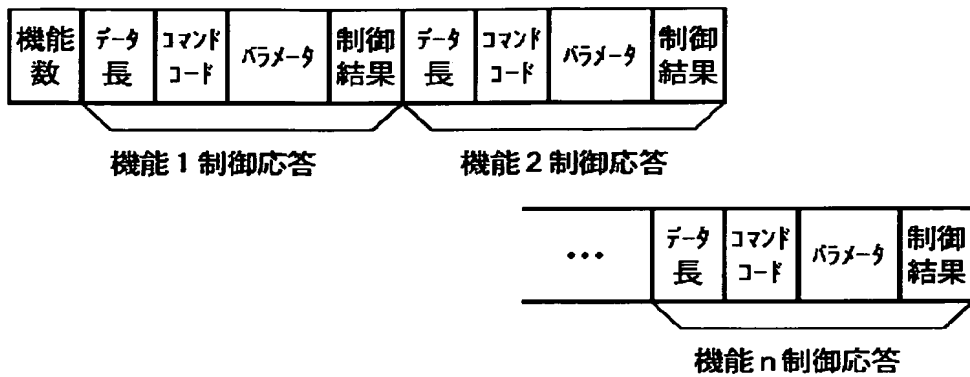 機能数 データ長 コマンドコード パラメータ 制御結果 データ長 コマンドコード パラメータ 制御結果
機能1制御応答 機能2制御応答
… データ長 コマンドコード パラメータ 制御結果
機能n制御応答